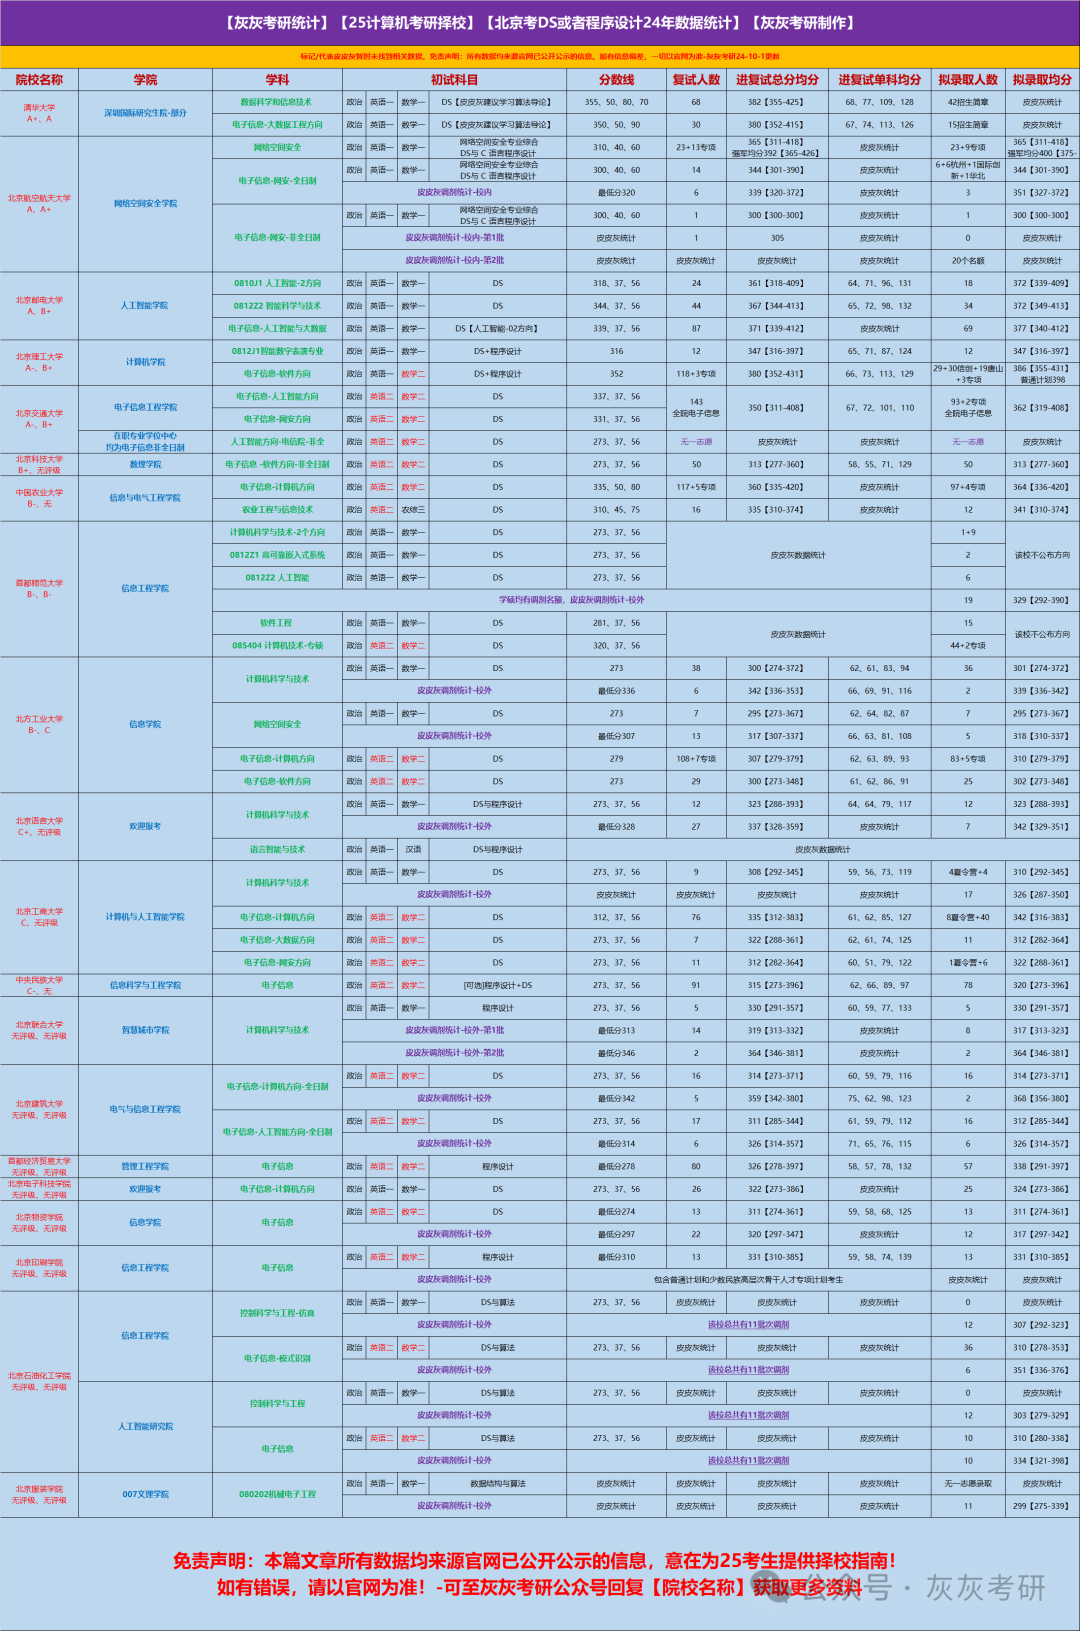 【灰灰考研统计】【25计算机考研择校】【北京考DS或者程序设计24年数据统计】【灰灰考研制作】
标记/代表皮皮灰暂时未找到相关数据。免责声明：所有数据均来源官网已公开公示的信息，如有信息偏差，一切以官网为准-灰灰考研24-10-1更新
院校名称 学院 学科 初试科目 分数线 复试人数 进复试总分均分 进复试单科均分 拟录取人数 拟录取均分
清华大学
A+、A
深圳国际研究生院-部分
数据科学和信息技术 政治 英语一 数学一 DS【皮皮灰建议学习算法导论】 355、50、80、70 68 382【355-425】 68、77、109、128 42招生简章 皮皮灰统计
电子信息-大数据工程方向 政治 英语一 数学一 DS【皮皮灰建议学习算法导论】 350、50、90 30 380【352-415】 67、74、113、126 15招生简章 皮皮灰统计
北京航空航天大学
A、A+
网络空间安全学院
网络空间安全 政治 英语一 数学一 网络空间安全专业综合 DS与 C 语言程序设计 310、40、60 23+13专项 365【311-418】 强军均分392【365-426】 皮皮灰统计 23+9专项 365【311-418】 强军均分400【375-
电子信息-网安-全日制 政治 英语一 数学一 网络空间安全专业综合 DS与 C 语言程序设计 300、40、60 14 344【301-390】 皮皮灰统计 6+6杭州+1国际创新+1华北 344【301-390】
皮皮灰调剂统计-校内 最低分320 6 339【320-372】 皮皮灰统计 3 351【327-372】
电子信息-网安-非全日制 政治 英语一 数学一 网络空间安全专业综合 DS与 C 语言程序设计 300、40、60 1 300【300-300】 皮皮灰统计 1 300【300-300】
皮皮灰调剂统计-校内-第1批 皮皮灰统计 1 305 皮皮灰统计 0 皮皮灰统计
皮皮灰调剂统计-校内-第2批 皮皮灰统计 皮皮灰统计 皮皮灰统计 皮皮灰统计 20个名额 皮皮灰统计
北京邮电大学
A、B+
人工智能学院
0810J1 人工智能-2方向 政治 英语一 数学一 DS 318、37、56 24 361【318-409】 64、71、96、131 18 372【339-409】
0812Z2 智能科学与技术 政治 英语一 数学一 DS 344、37、56 44 367【344-413】 65、72、98、132 34 372【349-413】
电子信息-人工智能与大数据 政治 英语一 数学一 DS【人工智能-02方向】 339、37、56 87 371【339-412】 皮皮灰统计 69 377【340-412】
北京理工大学
A-、B+
计算机学院
0812J1智能数字表演专业 政治 英语一 数学一 DS+程序设计 316 12 347【316-397】 65、71、87、124 12 347【316-397】
电子信息-软件方向 政治 英语一 数学二 DS+程序设计 352 118+3专项 380【352-431】 66、73、113、129 29+30信创+19唐山+3专项 386【355-431】 普通计划398
北京交通大学
A-、B+
电子信息工程学院
电子信息-人工智能方向 政治 英语二 数学二 DS 337、37、56 143 全院电子信息 350【311-408】 67、72、101、110 93+2专项 全院电子信息 362【319-408】
电子信息-网安方向 政治 英语二 数学二 DS 331、37、56
在职专业学位中心
均为电子信息非全日制
人工智能方向-电信院-非全 政治 英语二 数学二 DS 273、37、56 无一志愿 皮皮灰统计 皮皮灰统计 无一志愿 皮皮灰统计
北京科技大学
B+、无评级
数理学院
电子信息 -软件方向-非全日制 政治 英语二 数学二 DS 273、37、56 50 313【277-360】 58、55、71、129 50 313【277-360】
中国农业大学
B-、无
信息与电气工程学院
电子信息-计算机方向 政治 英语二 数学二 DS 335、50、80 117+5专项 360【335-420】 皮皮灰统计 97+4专项 364【336-420】
农业工程与信息技术 政治 英语二 农综三 DS 310、45、75 16 335【310-374】 皮皮灰统计 12 341【310-374】
首都师范大学
B-、B-
信息工程学院
计算机科学与技术-2个方向 政治 英语一 数学一 DS 273、37、56 皮皮灰数据统计 1+9 该校不公布方向
0812Z1 高可靠嵌入式系统 政治 英语一 数学一 DS 273、37、56 2
0812Z2 人工智能 政治 英语一 数学一 DS 273、37、56 6
学硕均有调剂名额，皮皮灰调剂统计-校外 19 329【292-390】
软件工程 政治 英语一 数学一 DS 281、37、56 皮皮灰数据统计 15 该校不公布方向
085404 计算机技术-专硕 政治 英语二 数学二 DS 320、37、56 44+2专项
北方工业大学
B-、C
信息学院
计算机科学与技术 政治 英语一 数学一 DS 273 38 300【274-372】 62、61、83、94 36 301【274-372】
皮皮灰调剂统计-校外 最低分336 6 342【336-353】 66、69、91、116 2 339【336-342】
网络空间安全 政治 英语一 数学一 DS 273 7 295【273-367】 62、64、82、87 7 295【273-367】
皮皮灰调剂统计-校外 最低分307 13 317【307-337】 66、63、81、108 5 318【310-337】
电子信息-计算机方向 政治 英语二 数学二 DS 279 108+7专项 307【279-379】 62、63、89、93 83+5专项 310【279-379】
电子信息-软件方向 政治 英语二 数学二 DS 273 29 300【273-348】 61、62、86、91 25 302【273-348】
北京语言大学
C+、无评级
欢迎报考
计算机科学与技术 政治 英语一 数学一 DS与程序设计 273、37、56 12 323【288-393】 64、64、79、117 12 323【288-393】
皮皮灰调剂统计-校外 最低分328 27 337【328-359】 皮皮灰统计 7 342【329-351】
语言智能与技术 政治 英语一 汉语 DS与程序设计 皮皮灰数据统计
北京工商大学
C、无评级
计算机与人工智能学院
计算机科学与技术 政治 英语一 数学一 DS 273、37、56 9 308【292-345】 59、56、73、119 4夏令营+4 310【292-345】
皮皮灰调剂统计-校外 皮皮灰统计 皮皮灰统计 皮皮灰统计 皮皮灰统计 17 326【287-350】
电子信息-计算机方向 政治 英语二 数学二 DS 312、37、56 76 335【312-383】 61、62、85、127 8夏令营+40 342【316-383】
电子信息-大数据方向 政治 英语二 数学二 DS 273、37、56 7 322【288-361】 62、61、74、125 11 312【282-364】
电子信息-网安方向 政治 英语二 数学二 DS 273、37、56 11 312【282-364】 60、51、79、122 1夏令营+6 322【288-361】
中央民族大学
C-、无
信息科学与工程学院
电子信息 政治 英语二 数学二 [可选]程序设计+DS 273、37、56 91 315【273-396】 62、66、89、97 78 320【273-396】
北京联合大学
无评级、无评级
智慧城市学院
计算机科学与技术 政治 英语一 数学一 程序设计 273、37、56 5 330【291-357】 60、59、77、133 5 330【291-357】
皮皮灰调剂统计-校外-第1批 最低分313 14 319【313-332】 皮皮灰统计 8 317【313-323】
皮皮灰调剂统计-校外-第2批 最低分346 2 364【346-381】 皮皮灰统计 2 364【346-381】
北京建筑大学
无评级、无评级
电气与信息工程学院
电子信息-计算机方向-全日制 政治 英语二 数学二 DS 273、37、56 16 314【273-371】 60、59、79、116 16 314【273-371】
皮皮灰调剂统计-校外 最低分342 5 359【342-380】 75、62、98、123 2 368【356-380】
电子信息-人工智能方向-全日制 政治 英语二 数学二 DS 273、37、56 17 311【285-344】 61、59、79、112 16 312【285-344】
皮皮灰调剂统计-校外 最低分314 6 326【314-357】 71、65、76、115 6 326【314-357】
首都经济贸易大学
无评级、无评级
管理工程学院
电子信息 政治 英语二 数学二 程序设计 最低分278 80 326【278-397】 58、57、78、132 57 338【291-397】
北京电子科技学院
无评级、无评级
欢迎报考
电子信息-计算机方向 政治 英语一 数学一 DS 273、37、56 26 322【273-386】 皮皮灰统计 25 324【273-386】
北京物资学院
无评级、无评级
信息学院
电子信息 政治 英语二 数学二 DS 最低分274 13 311【274-361】 59、58、68、125 13 311【274-361】
皮皮灰调剂统计-校外 最低分297 22 320【297-347】 皮皮灰统计 12 317【297-342】
北京印刷学院
无评级、无评级
信息工程学院
电子信息 政治 英语二 数学二 程序设计 最低分310 13 331【310-385】 59、58、74、139 13 331【310-385】
皮皮灰调剂统计-校外 包含普通计划和少数民族高层次骨干人才专项计划考生 皮皮灰统计 皮皮灰统计
北京石油化工学院
无评级、无评级
信息工程学院
控制科学与工程-仿真 政治 英语一 数学一 DS与算法 273、37、56 皮皮灰统计 皮皮灰统计 皮皮灰统计 0 皮皮灰统计
皮皮灰调剂统计-校外 该校总共有11批次调剂 12 307【292-323】
电子信息-模式识别 政治 英语二 数学二 DS与算法 273、37、56 皮皮灰统计 皮皮灰统计 皮皮灰统计 36 310【278-353】
皮皮灰调剂统计-校外 该校总共有11批次调剂 6 351【336-376】
人工智能研究院
控制科学与工程 政治 英语一 数学一 DS与算法 273、37、56 皮皮灰统计 皮皮灰统计 皮皮灰统计 0 皮皮灰统计
皮皮灰调剂统计-校外 该校总共有11批次调剂 12 303【279-329】
电子信息 政治 英语二 数学二 DS与算法 273、37、56 皮皮灰统计 皮皮灰统计 皮皮灰统计 10 310【280-338】
皮皮灰调剂统计-校外 该校总共有11批次调剂 10 334【321-398】
北京服装学院
无评级、无评级
007文理学院
080202机械电子工程 政治 英语一 数学一 数据结构与算法 皮皮灰统计 皮皮灰统计 皮皮灰统计 皮皮灰统计 无一志愿录取 皮皮灰统计
皮皮灰调剂统计-校外 皮皮灰统计 皮皮灰统计 皮皮灰统计 皮皮灰统计 11 299【275-339】
免责声明：本篇文章所有数据均来源官网已公开公示的信息，意在为25考生提供择校指南！
如有错误，请以官网为准！-可至灰灰考研公众号回复【院校名称】获取更多资料
公众号 · 灰灰考研